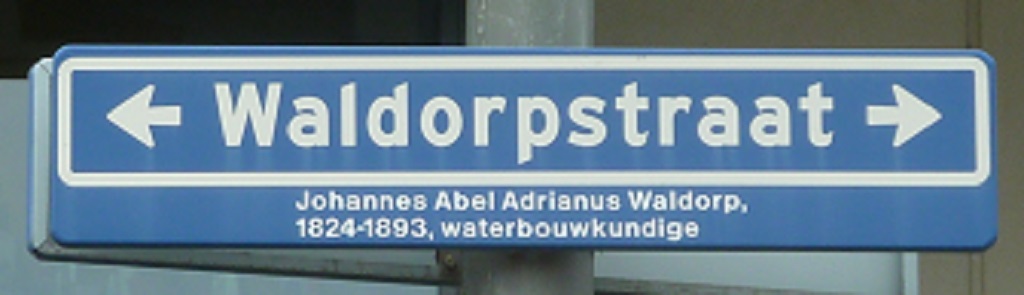 ← Waldorpstraat →
Johannes Abel Adrianus Waldorp,
1824-1893, waterbouwkundige